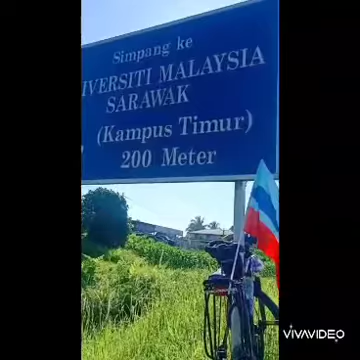 Simpang ke
IVERSITI MALAYSIA
SARAWAK
(Kampus Timur)
200 Meter
VIVAVIDEO